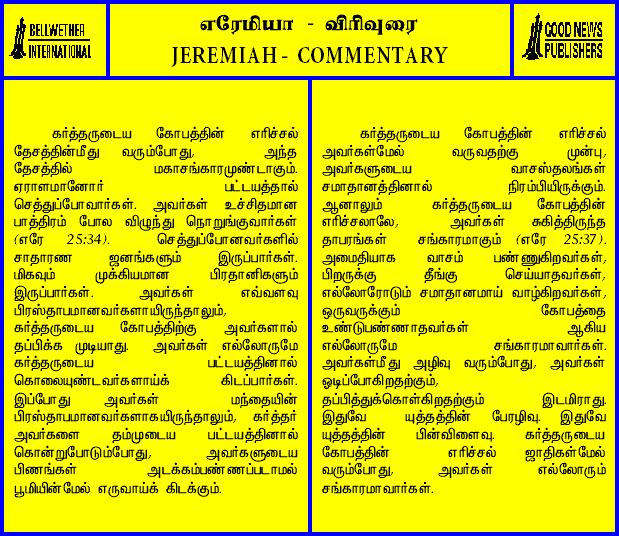 BELLWETHER
INTERNATIONAL
எரேமியா - விரிவுரை
JEREMIAH - COMMENTARY
GOOD NEWS
PUBLISHERS
கர்த்தருடைய கோபத்தின் எரிச்சல்
தேசத்தின்மீது வரும்போது, அந்த
தேசத்தில் மகாசங்காரமுண்டாகும்.
ஏராளமானோர் பட்டயத்தால்
செத்துப்போவார்கள். அவர்கள் உச்சிதமான
பாத்திரம் போல விழுந்து நொறுங்குவார்கள்
(எரே 25:34). செத்துப்போனவர்களில்
சாதாரண ஜனங்களும் இருப்பார்கள்.
மிகவும் முக்கியமான பிரதானிகளும்
இருப்பார்கள். அவர்கள் எவ்வளவு
பிரஸ்தாபமானவர்களாயிருந்தாலும்,
கர்த்தருடைய கோபத்திற்கு அவர்களால்
தப்பிக்க முடியாது. அவர்கள் எல்லோருமே
கர்த்தருடைய பட்டயத்தினால்
கொலையுண்டவர்களாய்க் கிடப்பார்கள்.
இப்போது அவர்கள் மந்தையின்
பிரஸ்தாபமானவர்களாகயிருந்தாலும், கர்த்தர்
அவர்களை தம்முடைய பட்டயத்தினால்
கொன்றுபோடும்போது, அவர்களுடைய
பிணங்கள் அடக்கம்பண்ணப்படாமல்
பூமியின்மேல் எருவாய்க் கிடக்கும்.
கர்த்தருடைய கோபத்தின் எரிச்சல்
அவர்கள்மேல் வருவதற்கு முன்பு,
அவர்களுடைய வாசஸ்தலங்கள்
சமாதானத்தினால் நிரம்பியிருக்கும்.
ஆனாலும் கர்த்தருடைய கோபத்தின்
எரிச்சலாலே, அவர்கள் சுகித்திருந்த
தாபரங்கள் சங்காரமாகும் (எரே 25:37).
அமைதியாக வாசம் பண்ணுகிறவர்கள்,
பிறருக்கு தீங்கு செய்யாதவர்கள்,
எல்லோரோடும் சமாதானமாய் வாழ்கிறவர்கள்,
ஒருவருக்கும் கோபத்தை
உண்டுபண்ணாதவர்கள் ஆகிய
எல்லோருமே சங்காரமாவார்கள்.
அவர்கள்மீது அழிவு வரும்போது, அவர்கள்
ஓடிப்போகிறதற்கும்,
தப்பித்துக்கொள்கிறதற்கும் இடமிராது.
இதுவே யுத்தத்தின் பேரழிவு. இதுவே
யுத்தத்தின் பின்விளைவு. கர்த்தருடைய
கோபத்தின் எரிச்சல் ஜாதிகள்மேல்
வரும்போது, அவர்கள் எல்லோரும்
சங்காரமாவார்கள்.